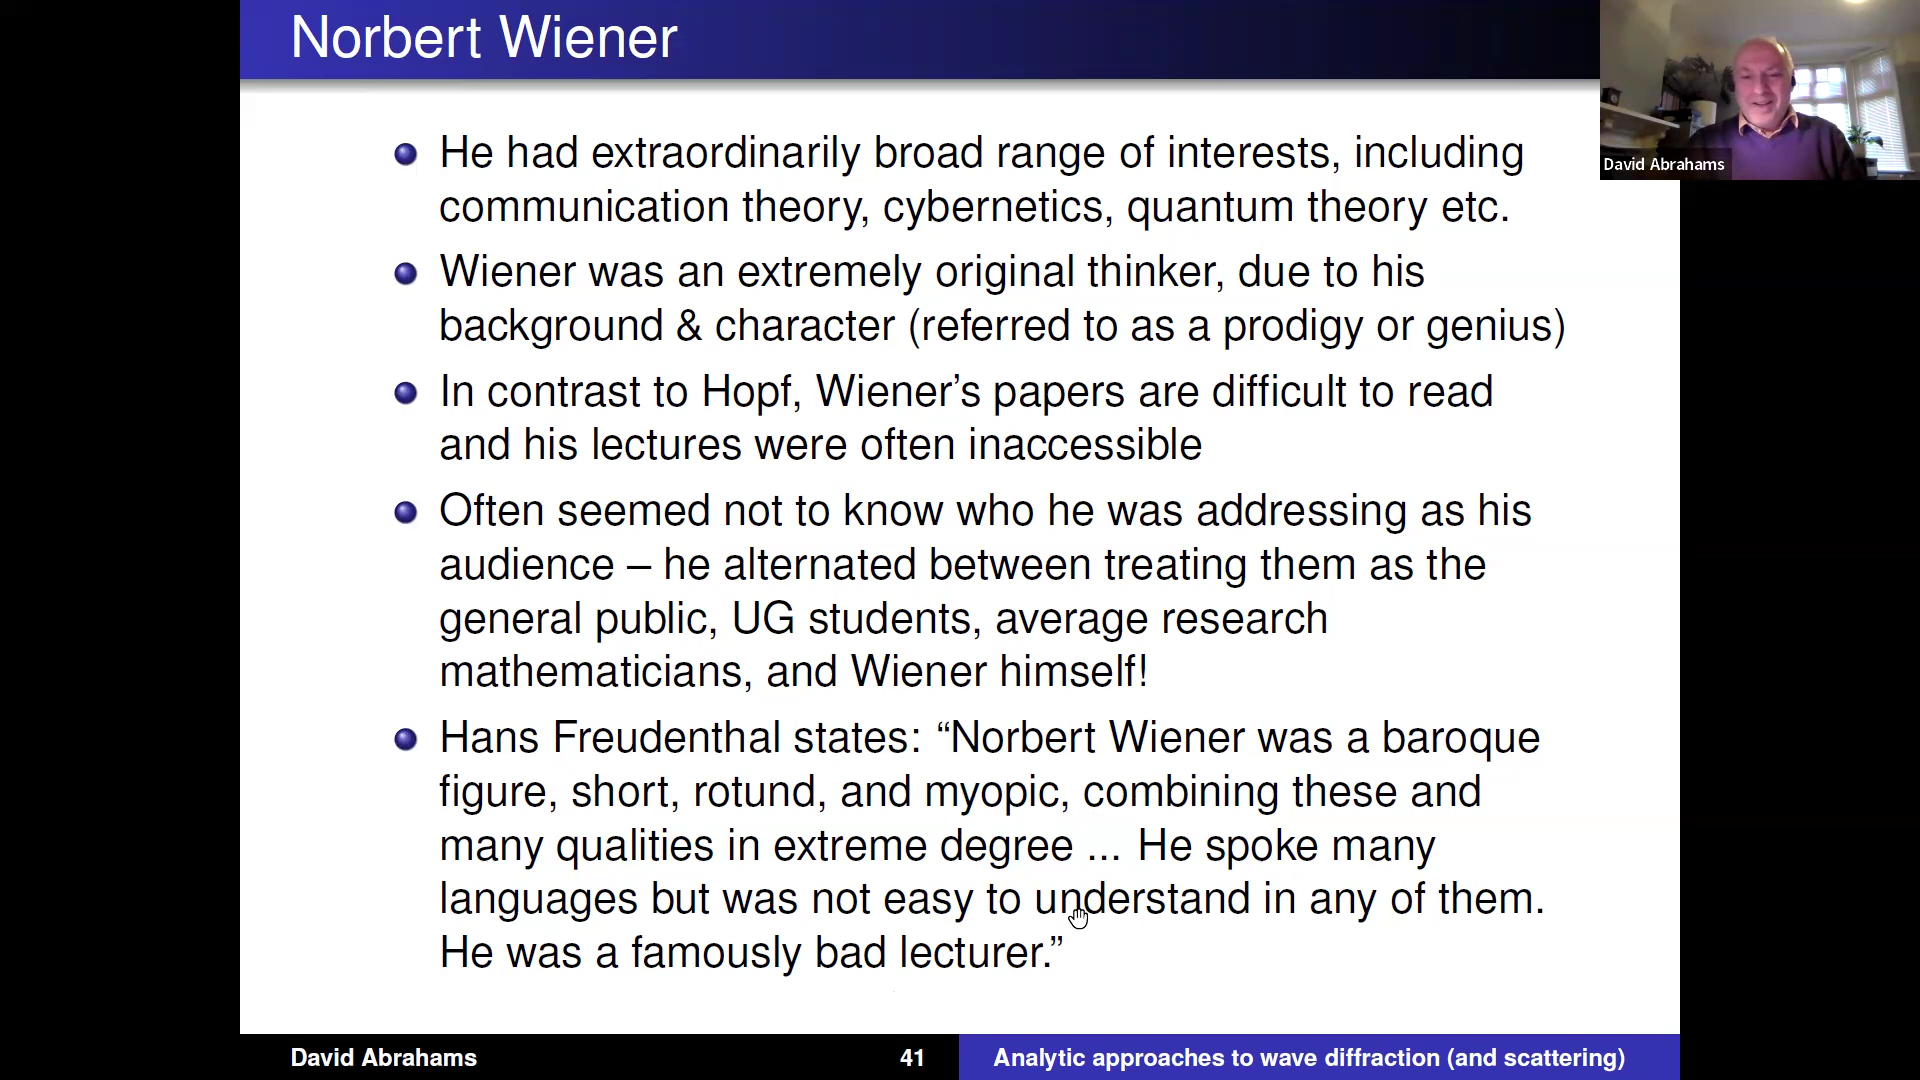 Norbert Wiener
David Abrahams
He had extraordinarily broad range of interests, including
communication theory, cybernetics, quantum theory etc.
Wiener was an extremely original thinker, due to his
background & character (referred to as a prodigy or genius)
In contrast to Hopf, Wiener’s papers are difficult to read
and his lectures were often inaccessible
Often seemed not to know who he was addressing as his
audience – he alternated between treating them as the
general public, UG students, average research
mathematicians, and Wiener himself!
Hans Freudenthal states: “Norbert Wiener was a baroque
figure, short, rotund, and myopic, combining these and
many qualities in extreme degree ... He spoke many
languages but was not easy to understand in any of them.
He was a famously bad lecturer.”
David Abrahams 41 Analytic approaches to wave diffraction (and scattering)